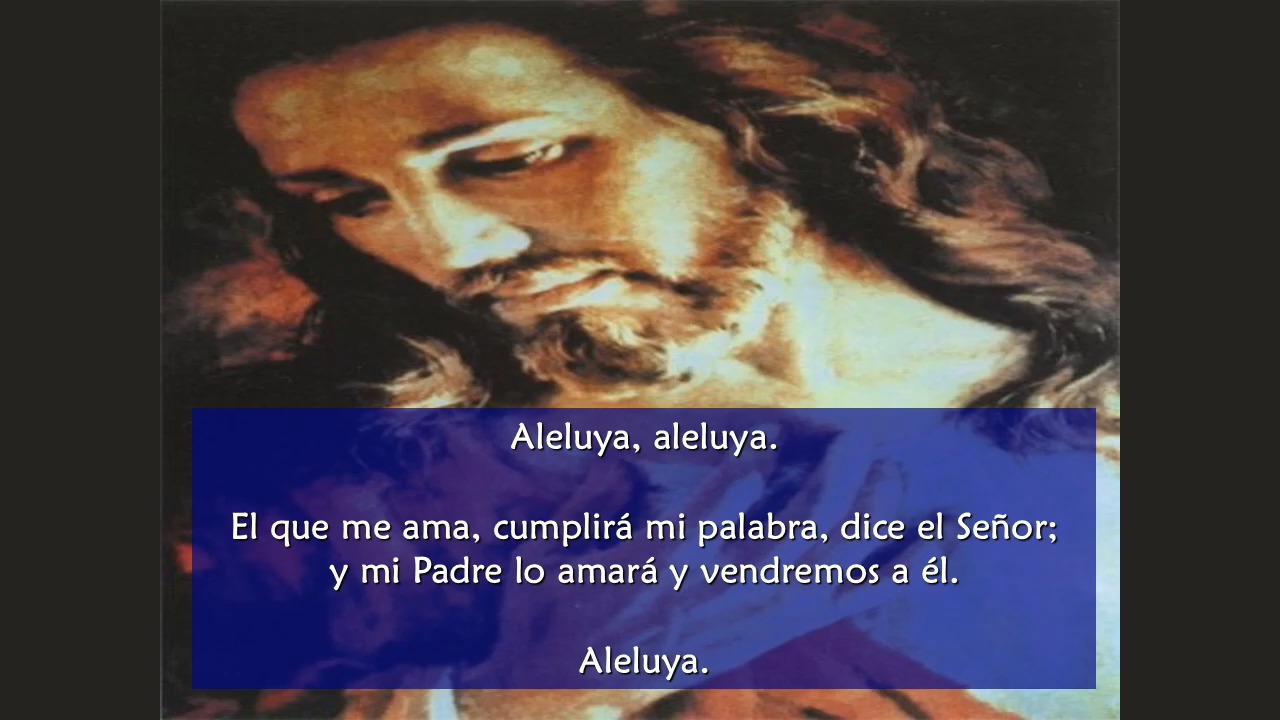 Aleluya, aleluya.
El que me ama, cumplirá mi palabra, dice el Señor;
y mi Padre lo amará y vendremos a él.
Aleluya.